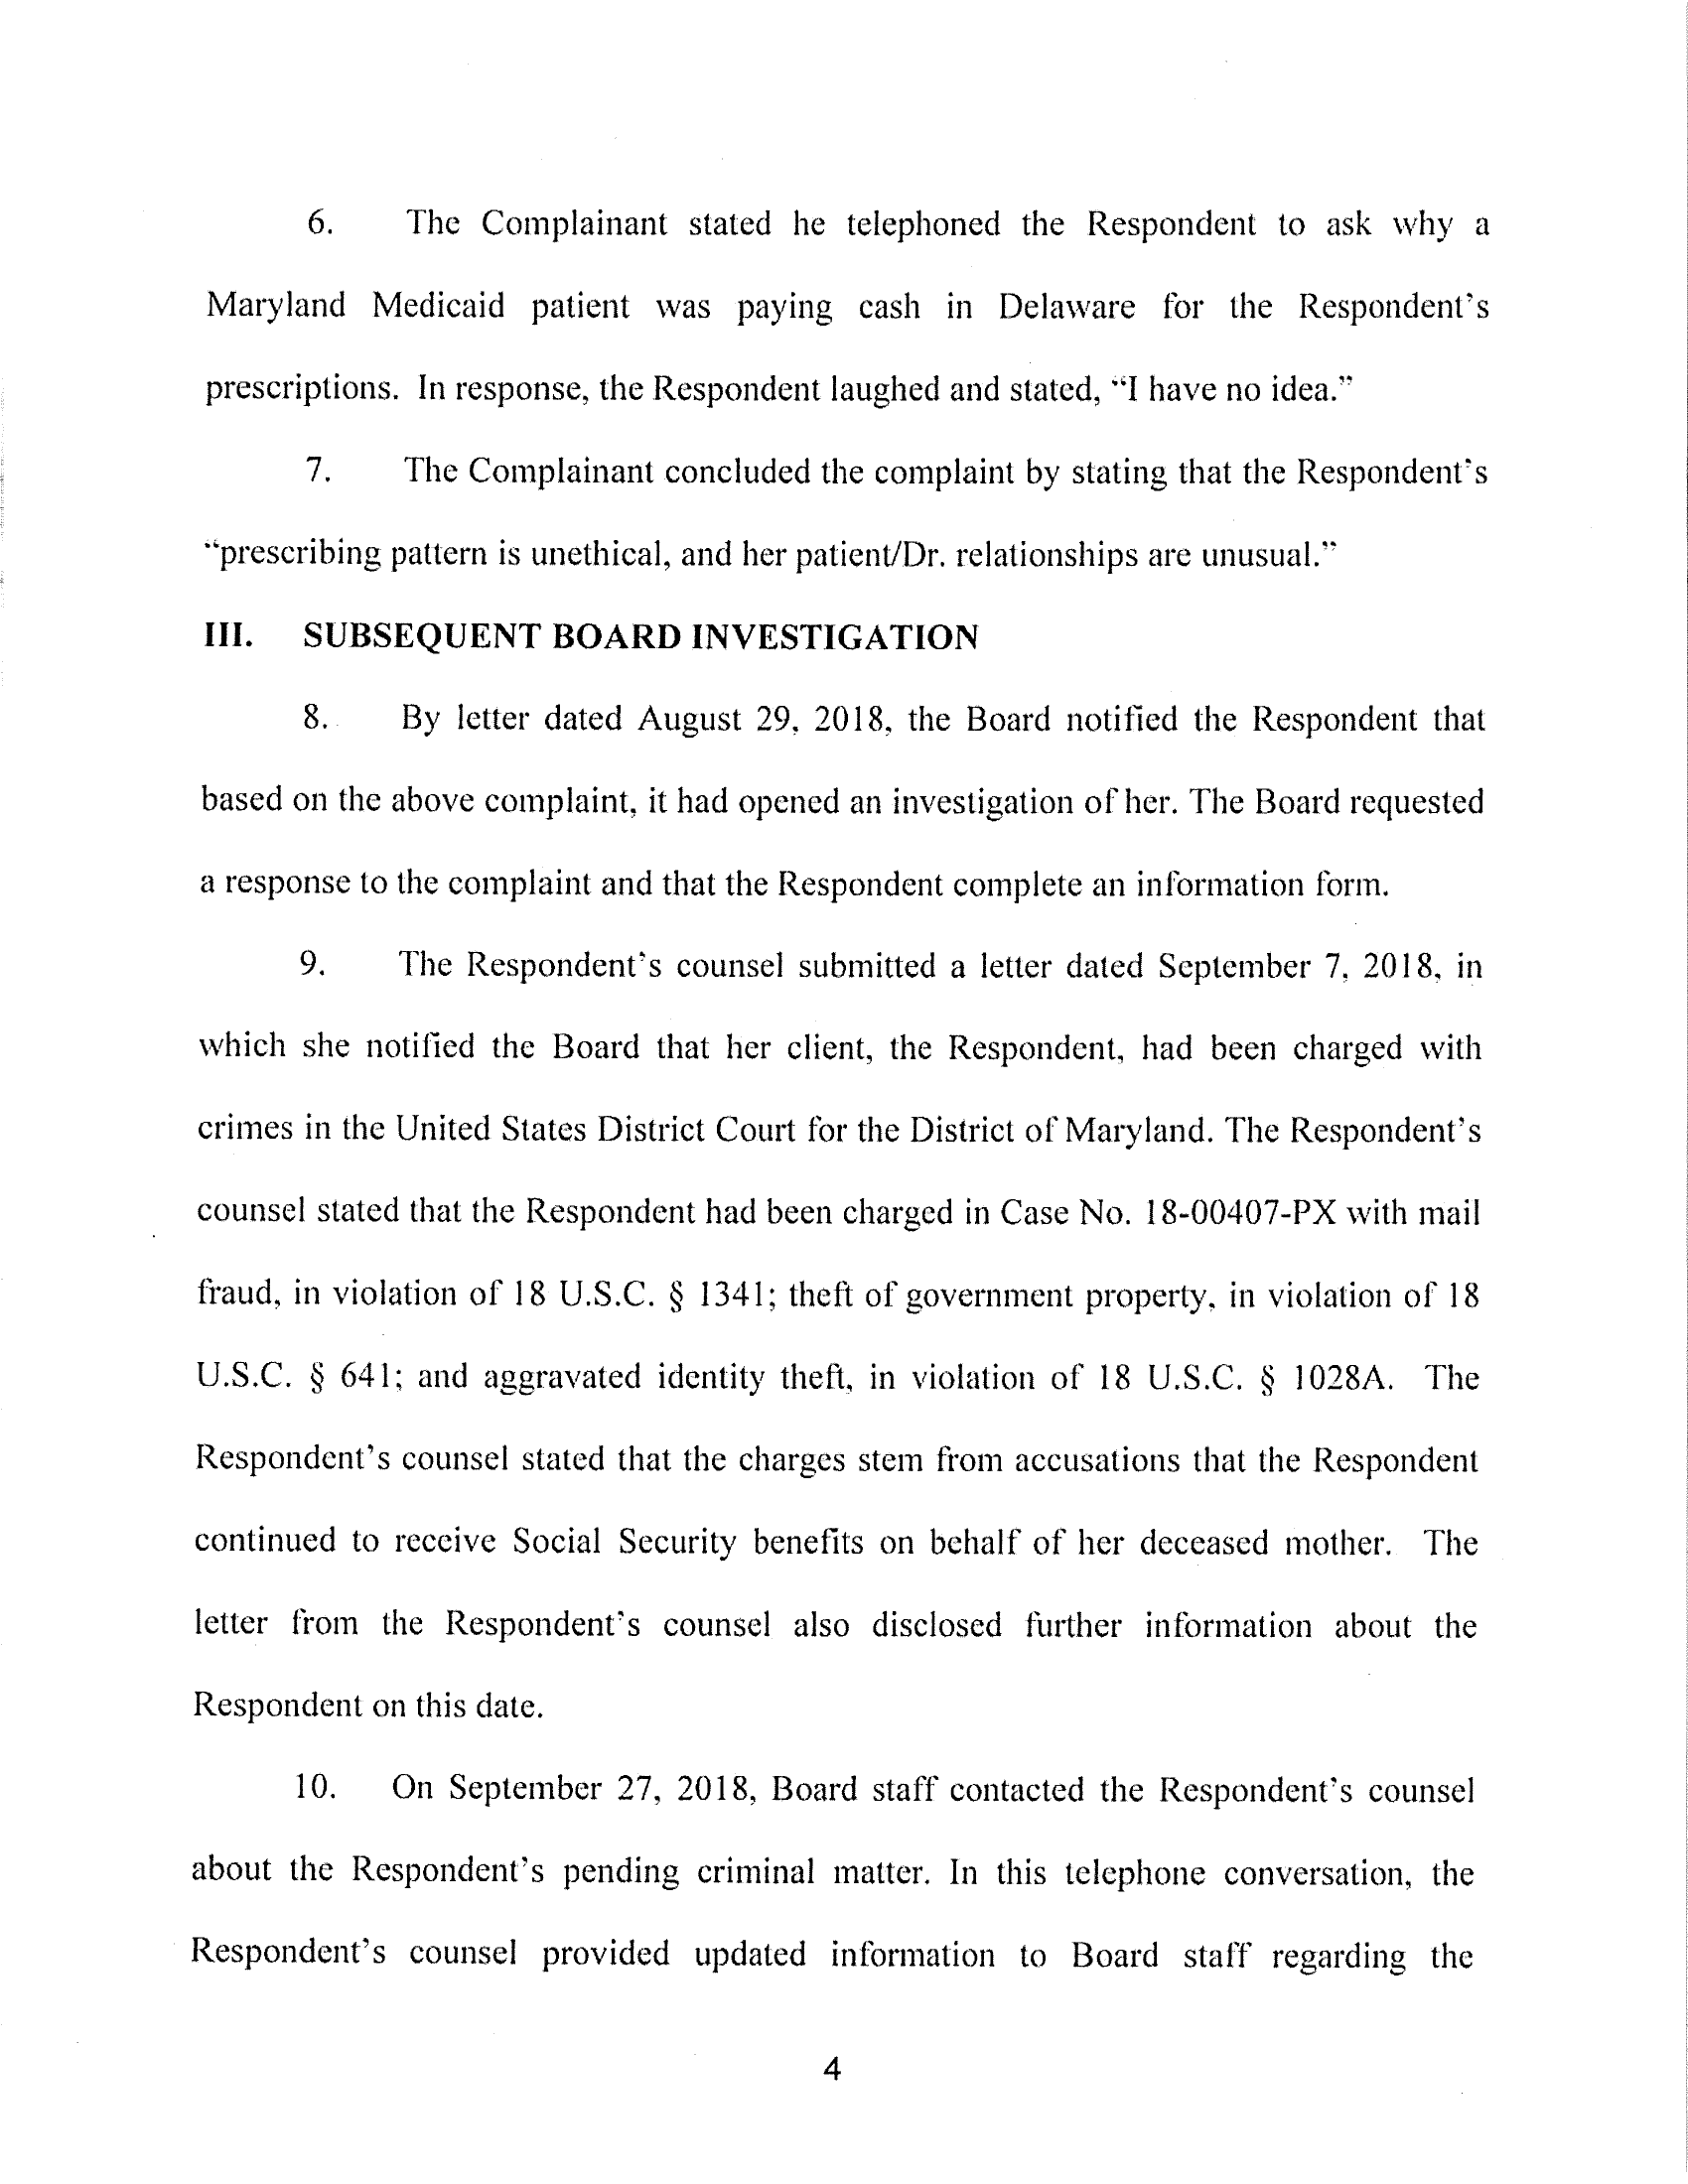 6. The Complainant stated he telephoned the Respondent to ask why a
Maryland Medicaid patient was paying cash in Delaware for the Respondent's
prescriptions. In response, the Respondent laughed and stated, “I have no idea.”
7. The Complainant concluded the complaint by stating that the Respondent's
“prescribing pattern is unethical, and her patient/Dr. relationships are unusual.”
III. SUBSEQUENT BOARD INVESTIGATION
8. By letter dated August 29, 2018, the Board notified the Respondent that
based on the above complaint, it had opened an investigation of her. The Board requested
a response to the complaint and that the Respondent complete an information form.
9. The Respondent's counsel submitted a letter dated September 7, 2018, in
which she notified the Board that her client, the Respondent, had been charged with
crimes in the United States District Court for the District of Maryland. The Respondent's
counsel stated that the Respondent had been charged in Case No. 18-00407-PX with mail
fraud, in violation of 18 U.S.C. § 1341; theft of government property, in violation of 18
U.S.C. § 641; and aggravated identity theft, in violation of 18 U.S.C. § 1028A. The
Respondent's counsel stated that the charges stem from accusations that the Respondent
continued to receive Social Security benefits on behalf of her deceased mother. The
letter from the Respondent's counsel also disclosed further information about the
Respondent on this date.
10. On September 27, 2018, Board staff contacted the Respondent's counsel
about the Respondent's pending criminal matter. In this telephone conversation, the
Respondent's counsel provided updated information to Board staff regarding the
4